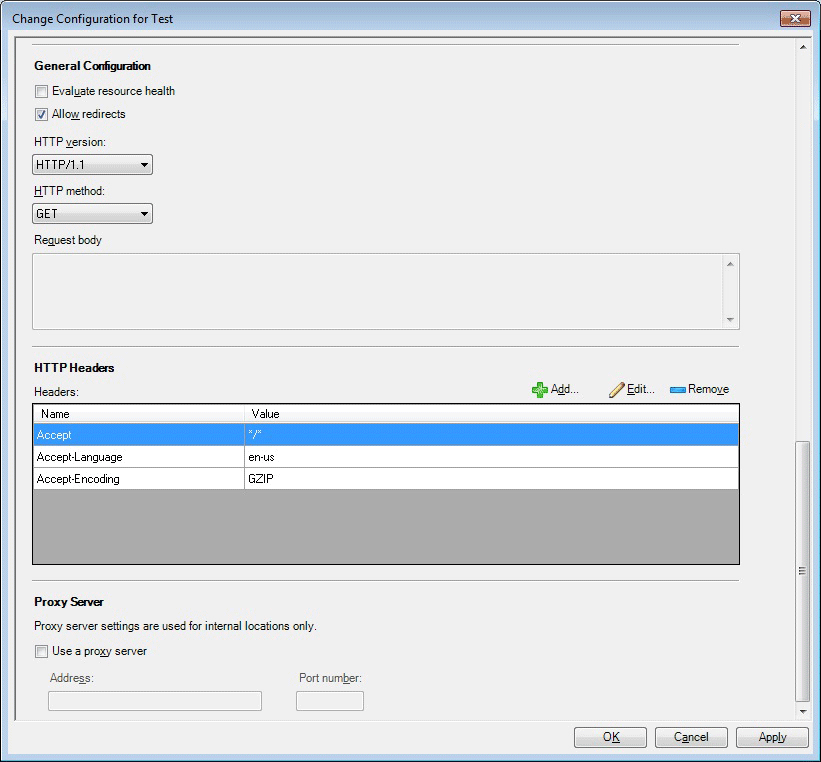 Change Configuration for Test
General Configuration
Evaluate resource health
Allow redirects
HTTP version:
HTTP/1.1
HTTP method:
GET
Request body
HTTP Headers
Headers:
Add...
Edit...
Remove
Name Value
Accept */*
Accept-Language en-us
Accept-Encoding GZIP
Proxy Server
Proxy server settings are used for internal locations only.
Use a proxy server
Address: Port number:
OK Cancel Apply